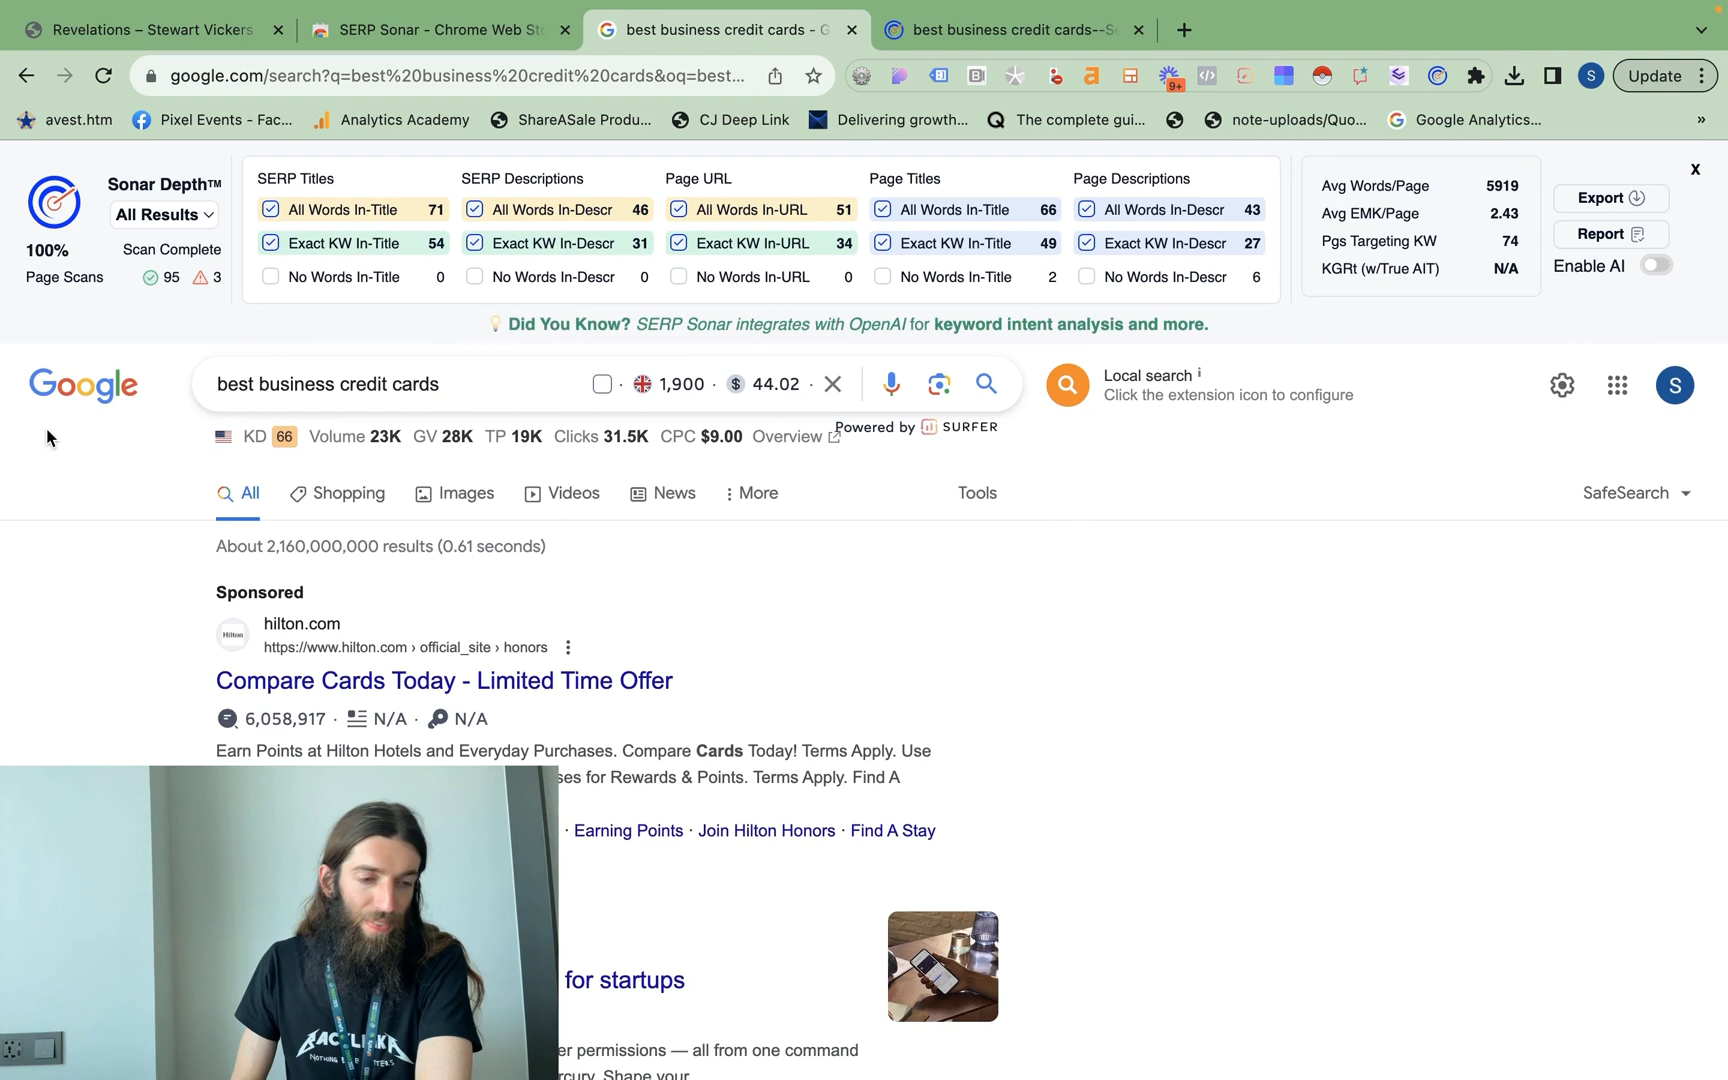 Revelations – Stewart Vickers
SERP Sonar - Chrome Web Sto
best business credit cards - G
best business credit cards--S
google.com/search?q=best%20business%20credit%20cards&oq=best...
9+
S
Update
avest.htm
Pixel Events - Fac...
Analytics Academy
ShareASale Produ...
CJ Deep Link
Delivering growth...
The complete gui...
note-uploads/Quo...
Google Analytics...
»
Sonar Depth™
All Results
100% Scan Complete
Page Scans 95 3
SERP Titles
All Words In-Title 71
Exact KW In-Title 54
No Words In-Title 0
SERP Descriptions
All Words In-Descr 46
Exact KW In-Descr 31
No Words In-Descr 0
Page URL
All Words In-URL 51
Exact KW In-URL 34
No Words In-URL 0
Page Titles
All Words In-Title 66
Exact KW In-Title 49
No Words In-Title 2
Page Descriptions
All Words In-Descr 43
Exact KW In-Descr 27
No Words In-Descr 6
Avg Words/Page 5919
Avg EMK/Page 2.43
Pgs Targeting KW 74
KGRt (w/True AIT) N/A
X
Export
Report
Enable AI
Did You Know? SERP Sonar integrates with OpenAI for keyword intent analysis and more.
Google
best business credit cards
· 1,900 · $ 44.02 ·
Local search i
Click the extension icon to configure
S
KD 66 Volume 23K GV 28K TP 19K Clicks 31.5K CPC $9.00 Overview
Powered by SURFER
All
Shopping
Images
Videos
News
More
Tools
SafeSearch
About 2,160,000,000 results (0.61 seconds)
Sponsored
Hilton
hilton.com
https://www.hilton.com › official_site › honors
Compare Cards Today - Limited Time Offer
6,058,917 · N/A · N/A
Earn Points at Hilton Hotels and Everyday Purchases. Compare Cards Today! Terms Apply. Use
ses for Rewards & Points. Terms Apply. Find A
· Earning Points · Join Hilton Honors · Find A Stay
for startups
er permissions — all from one command
rcury. Shape your
BACKLINKS